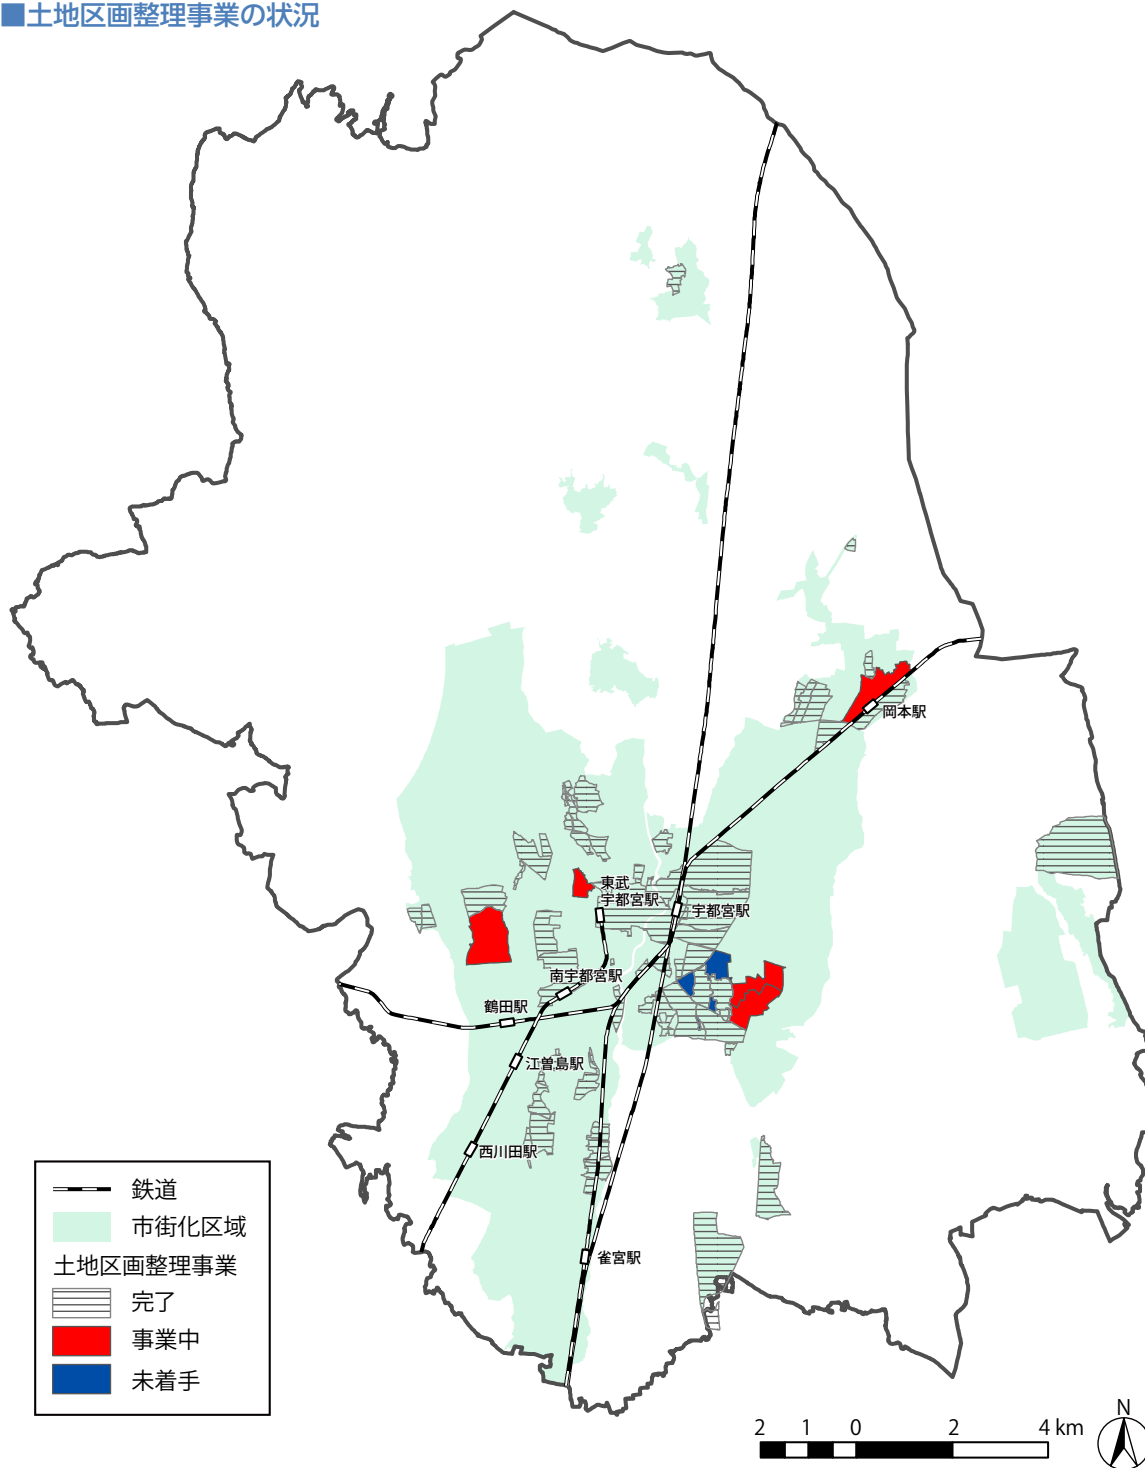 ■土地区画整理事業の状況
岡本駅
東武
宇都宮駅
宇都宮駅
南宇都宮駅
鶴田駅
江曽島駅
西川田駅
雀宮駅
鉄道
市街化区域
土地区画整理事業
完了
事業中
未着手
2 1 0 2 4 km
N